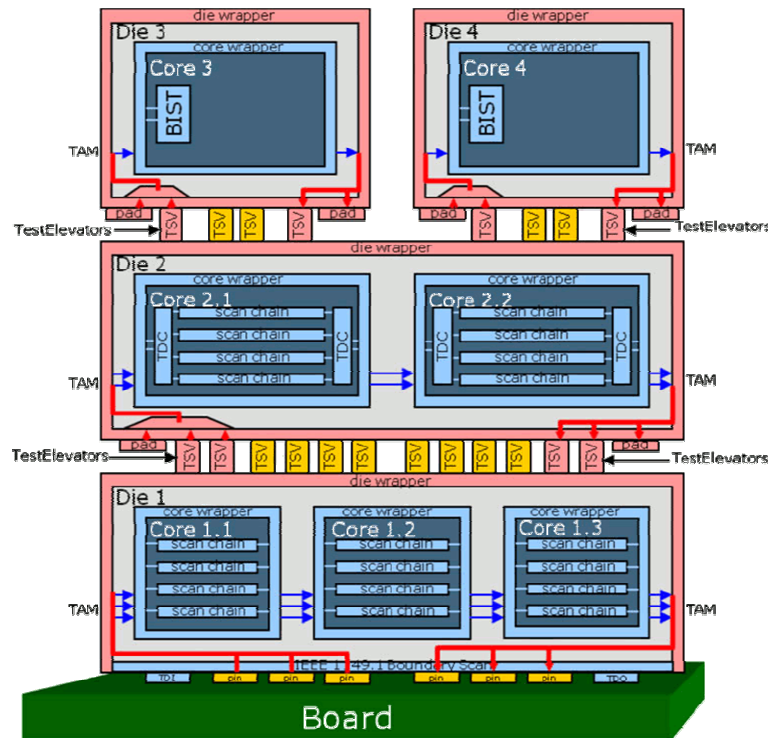 die wrapper
die wrapper
Die 3
Die 4
core wrapper
core wrapper
Core 3
Core 4
BIST
BIST
TAM
TAM
pad
TSV
TSV
TSV
TSV
pad
pad
TSV
TSV
TSV
TSV
pad
TestElevators
TestElevators
die wrapper
Die 2
core wrapper
core wrapper
Core 2.1
Core 2.2
scan chain
scan chain
scan chain
scan chain
TDC
TDC
scan chain
scan chain
scan chain
scan chain
TDC
TDC
TAM
TAM
pad
TSV
TSV
TSV
TSV
TSV
TSV
TSV
TSV
TSV
TSV
TSV
TSV
pad
TestElevators
TestElevators
die wrapper
Die 1
core wrapper
core wrapper
core wrapper
Core 1.1
Core 1.2
Core 1.3
scan chain
scan chain
scan chain
scan chain
scan chain
scan chain
scan chain
scan chain
scan chain
scan chain
scan chain
scan chain
TAM
TAM
IEEE 1149.1 Boundary Scan
TDI
pin
pin
pin
pin
pin
pin
TDO
Board